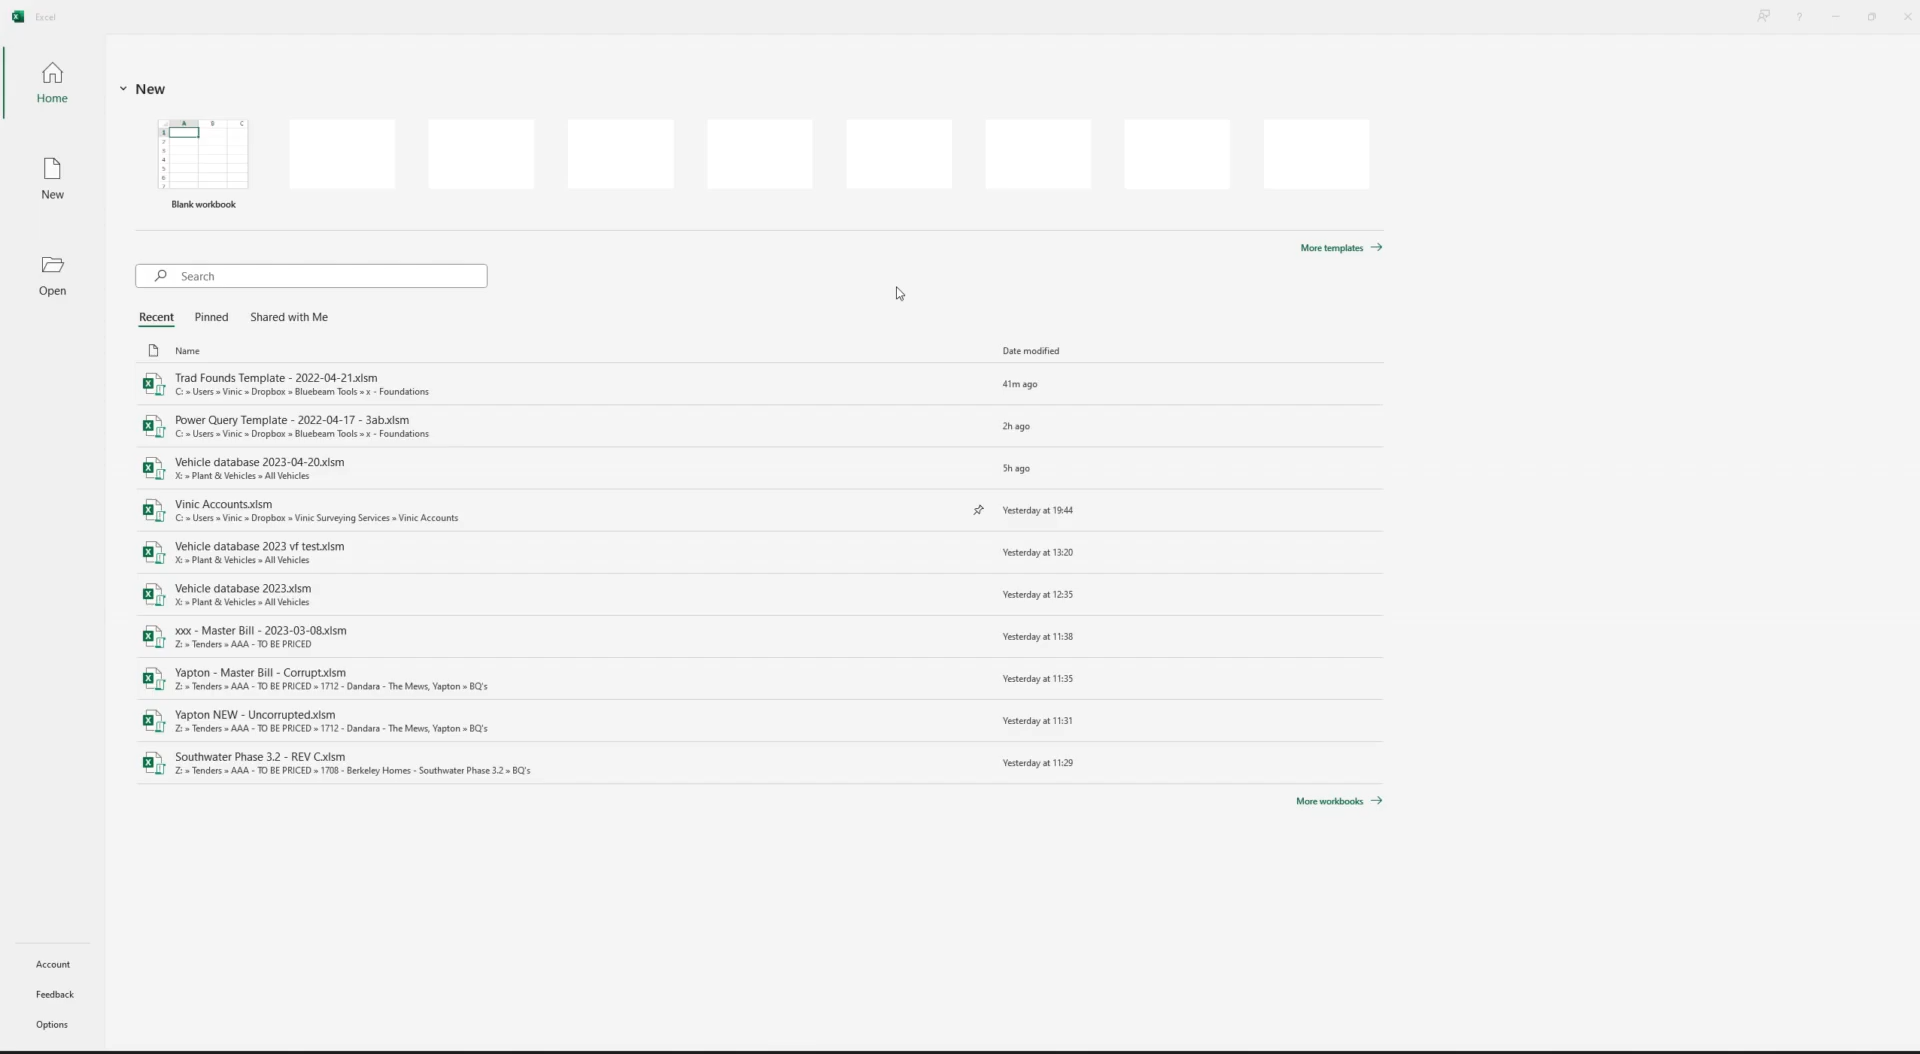 Excel
?
Home
New
Open
New
A B C
1
2
3
4
5
6
7
Blank workbook
More templates
Search
Recent Pinned Shared with Me
Name Date modified
Trad Founds Template - 2022-04-21.xlsm
C: » Users » Vinic » Dropbox » Bluebeam Tools » x - Foundations
41m ago
Power Query Template - 2022-04-17 - 3ab.xlsm
C: » Users » Vinic » Dropbox » Bluebeam Tools » x - Foundations
2h ago
Vehicle database 2023-04-20.xlsm
X: » Plant & Vehicles » All Vehicles
5h ago
Vinic Accounts.xlsm
C: » Users » Vinic » Dropbox » Vinic Surveying Services » Vinic Accounts
Yesterday at 19:44
Vehicle database 2023 vf test.xlsm
X: » Plant & Vehicles » All Vehicles
Yesterday at 13:20
Vehicle database 2023.xlsm
X: » Plant & Vehicles » All Vehicles
Yesterday at 12:35
xxx - Master Bill - 2023-03-08.xlsm
Z: » Tenders » AAA - TO BE PRICED
Yesterday at 11:38
Yapton - Master Bill - Corrupt.xlsm
Z: » Tenders » AAA - TO BE PRICED » 1712 - Dandara - The Mews, Yapton » BQ's
Yesterday at 11:35
Yapton NEW - Uncorrupted.xlsm
Z: » Tenders » AAA - TO BE PRICED » 1712 - Dandara - The Mews, Yapton » BQ's
Yesterday at 11:31
Southwater Phase 3.2 - REV C.xlsm
Z: » Tenders » AAA - TO BE PRICED » 1708 - Berkeley Homes - Southwater Phase 3.2 » BQ's
Yesterday at 11:29
More workbooks
Account
Feedback
Options